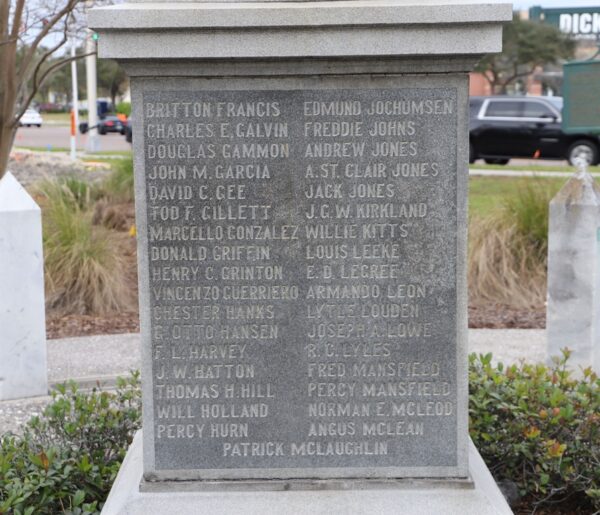 DICK
BRITTON FRANCIS
CHARLES E. GALVIN
DOUGLAS GAMMON
JOHN M. GARCIA
DAVID C. GEE
TOD F. GILLETT
MARCELLO GONZALEZ
DONALD GRIFFIN
HENRY C. GRINTON
VINCENZO GUERRIERO
CHESTER HANKS
G. OTTO HANSEN
F. L. HARVEY
J. W. HATTON
THOMAS H. HILL
WILL HOLLAND
PERCY HURN
EDMUND JOCHUMSEN
FREDDIE JOHNS
ANDREW JONES
A. ST. CLAIR JONES
JACK JONES
J. G. W. KIRKLAND
WILLIE KITTS
LOUIS LEEKE
E. D. LEGREE
ARMANDO LEON
LYTLE LOUDEN
JOSEPH A. LOWE
R. C. LYLES
FRED MANSFIELD
PERCY MANSFIELD
NORMAN E. MCLEOD
ANGUS MCLEAN
PATRICK MCLAUGHLIN